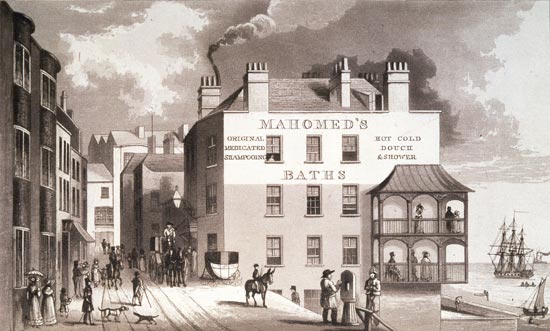 MAHOMED'S
ORIGINAL
MEDICATED
SHAMPOOING
HOT COLD
DOUCH
& SHOWER
BATHS